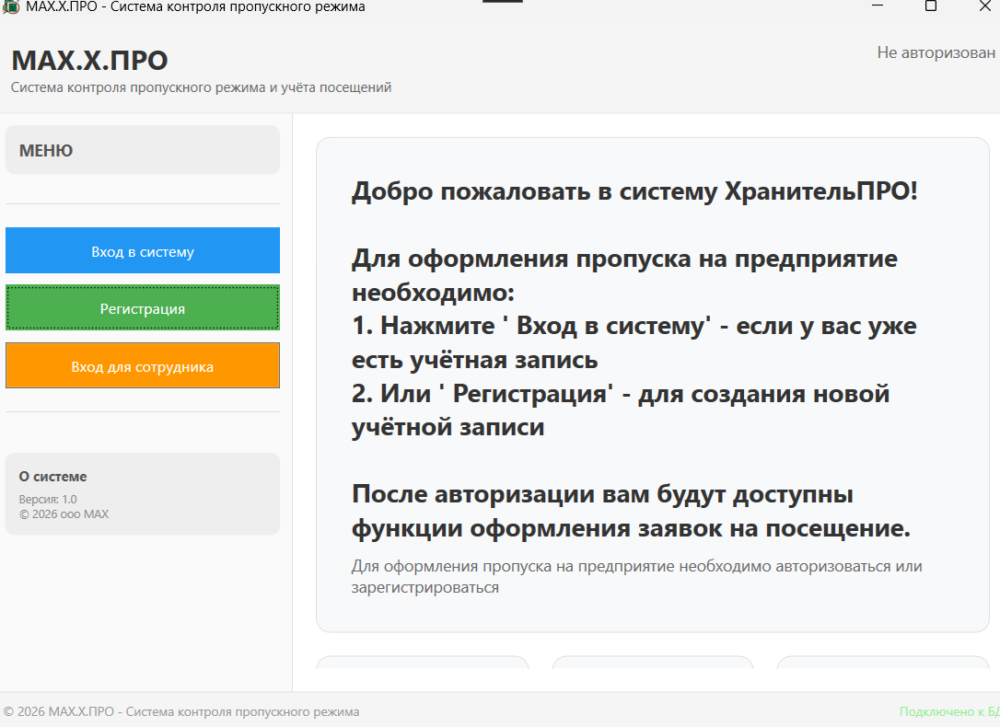 МАХ.Х.ПРО - Система контроля пропускного режима
МАХ.Х.ПРО
Система контроля пропускного режима и учёта посещений
Не авторизован
МЕНЮ
Вход в систему
Регистрация
Вход для сотрудника
О системе
Версия: 1.0
© 2026 ооо МАХ
Добро пожаловать в систему ХранительПРО!
Для оформления пропуска на предприятие
необходимо:
1. Нажмите ' Вход в систему' - если у вас уже
есть учётная запись
2. Или ' Регистрация' - для создания новой
учётной записи
После авторизации вам будут доступны
функции оформления заявок на посещение.
Для оформления пропуска на предприятие необходимо авторизоваться или
зарегистрироваться
© 2026 МАХ.Х.ПРО - Система контроля пропускного режима
Подключено к БД